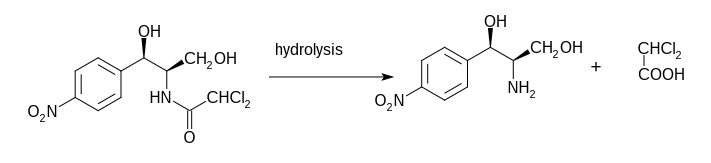 OH
CH₂OH
HN
CHCl₂
O₂N
O
hydrolysis
OH
CH₂OH
NH₂
O₂N
+
CHCl₂
COOH